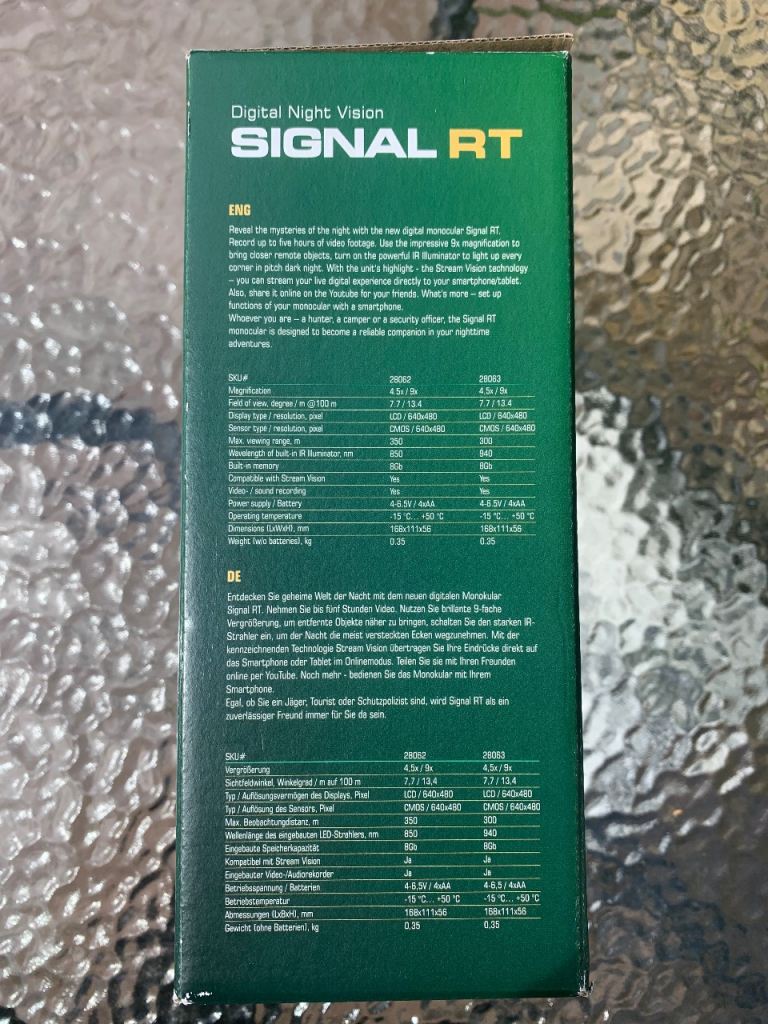 Digital Night Vision
SIGNAL RT
ENG
Reveal the mysteries of the night with the new digital monocular Signal RT.
Record up to five hours of video footage. Use the impressive 9x magnification to
bring closer remote objects, turn on the powerful IR Illuminator to light up every
corner in pitch dark night. With the unit's highlight - the Stream Vision technology
– you can stream your live digital experience directly to your smartphone/tablet.
Also, share it online on the Youtube for your friends. What's more – set up
functions of your monocular with a smartphone.
Whoever you are – a hunter, a camper or a security officer, the Signal RT
monocular is designed to become a reliable companion in your nighttime
adventures.
SKU# 28062 28063
Magnification 4.5x / 9x 4.5x / 9x
Field of view, degree / m @100 m 7.7 / 13.4 7.7 / 13.4
Display type / resolution, pixel LCD / 640x480 LCD / 640x480
Sensor type / resolution, pixel CMOS / 640x480 CMOS / 640x480
Max. viewing range, m 350 300
Wavelength of built-in IR Illuminator, nm 850 940
Built-in memory 8Gb 8Gb
Compatible with Stream Vision Yes Yes
Video- / sound recording Yes Yes
Power supply / Battery 4-6.5V / 4xAA 4-6.5V / 4xAA
Operating temperature -15 °C... +50 °C -15 °C... +50 °C
Dimensions (LxWxH), mm 168x111x56 168x111x56
Weight (w/o batteries), kg 0.35 0.35
DE
Entdecken Sie geheime Welt der Nacht mit dem neuen digitalen Monokular
Signal RT. Nehmen Sie bis fünf Stunden Video. Nutzen Sie brillante 9-fache
Vergrößerung, um entfernte Objekte näher zu bringen, schalten Sie den starken IR-
Strahler ein, um der Nacht die meist versteckten Ecken wegzunehmen. Mit der
kennzeichnenden Technologie Stream Vision übertragen Sie Ihre Eindrücke direkt auf
das Smartphone oder Tablet im Onlinemodus. Teilen Sie sie mit Ihren Freunden
online per YouTube. Noch mehr - bedienen Sie das Monokular mit Ihrem
Smartphone.
Egal, ob Sie ein Jäger, Tourist oder Schutzpolizist sind, wird Signal RT als ein
zuverlässiger Freund immer für Sie da sein.
SKU# 28062 28063
Vergrößerung 4,5x / 9x 4,5x / 9x
Sichtfeldwinkel, Winkelgrad / m auf 100 m 7,7 / 13,4 7,7 / 13,4
Typ / Auflösungsvermögen des Displays, Pixel LCD / 640x480 LCD / 640x480
Typ / Auflösung des Sensors, Pixel CMOS / 640x480 CMOS / 640x480
Max. Beobachtungdistanz, m 350 300
Wellenlänge des eingebauten LED-Strahlers, nm 850 940
Eingebaute Speicherkapazität 8Gb 8Gb
Kompatibel mit Stream Vision Ja Ja
Eingebauter Video-/Audiorekorder Ja Ja
Betriebsspannung / Batterien 4-6,5V / 4xAA 4-6,5 / 4xAA
Betriebstemperatur -15 °C... +50 °C -15 °C... +50 °C
Abmessungen (LxBxH), mm 168x111x56 168x111x56
Gewicht (ohne Batterien), kg 0,35 0,35